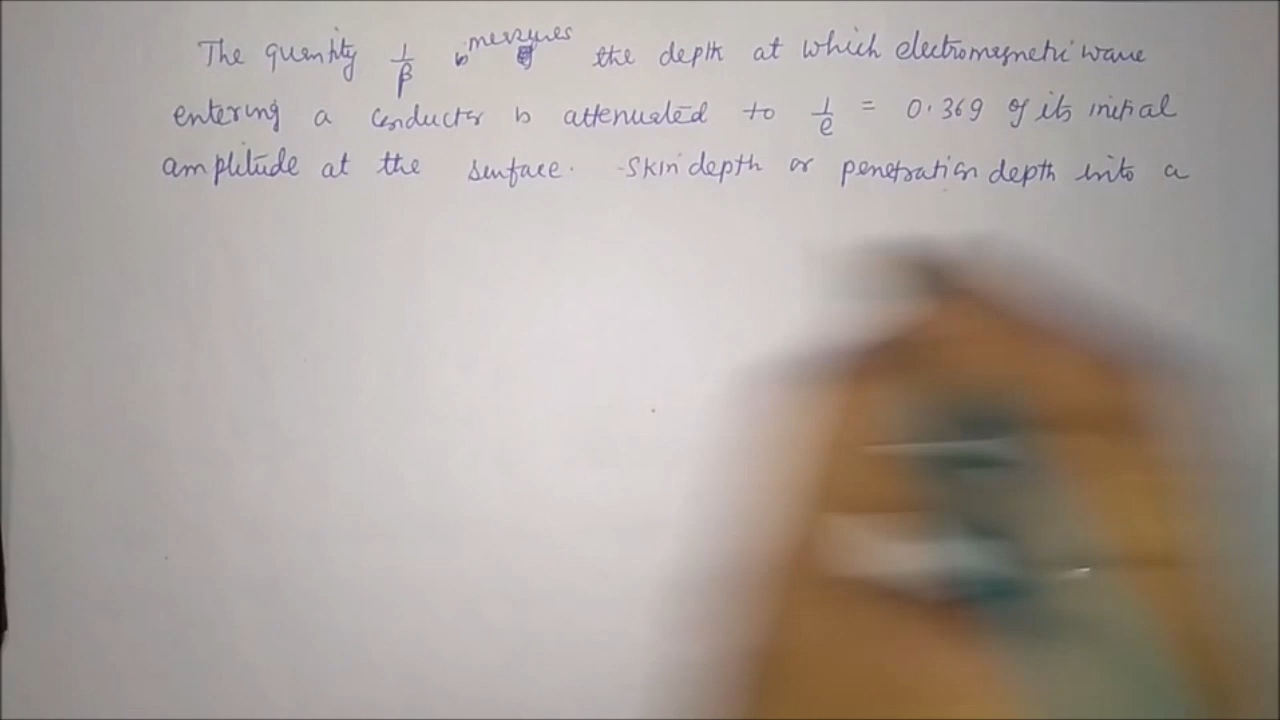 The quantity 1/β measures the depth at which electromagnetic wave
entering a conductor is attenuated to 1/e = 0.369 of its initial
amplitude at the surface. Skin depth or penetration depth into a